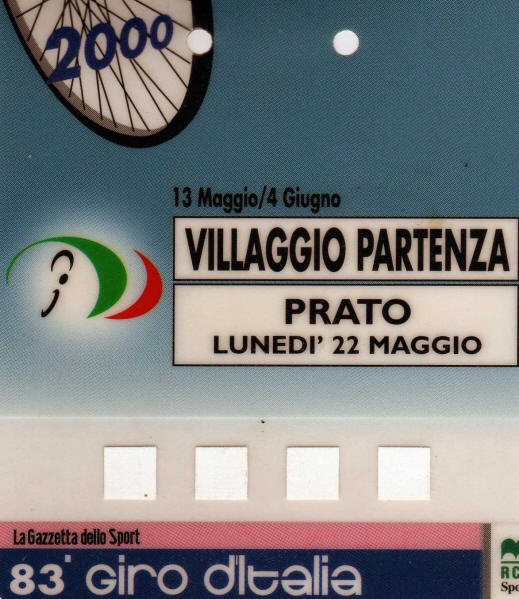 2000
13 Maggio/4 Giugno
VILLAGGIO PARTENZA
PRATO
LUNEDI' 22 MAGGIO
La Gazzetta dello Sport
83° giro d'Italia